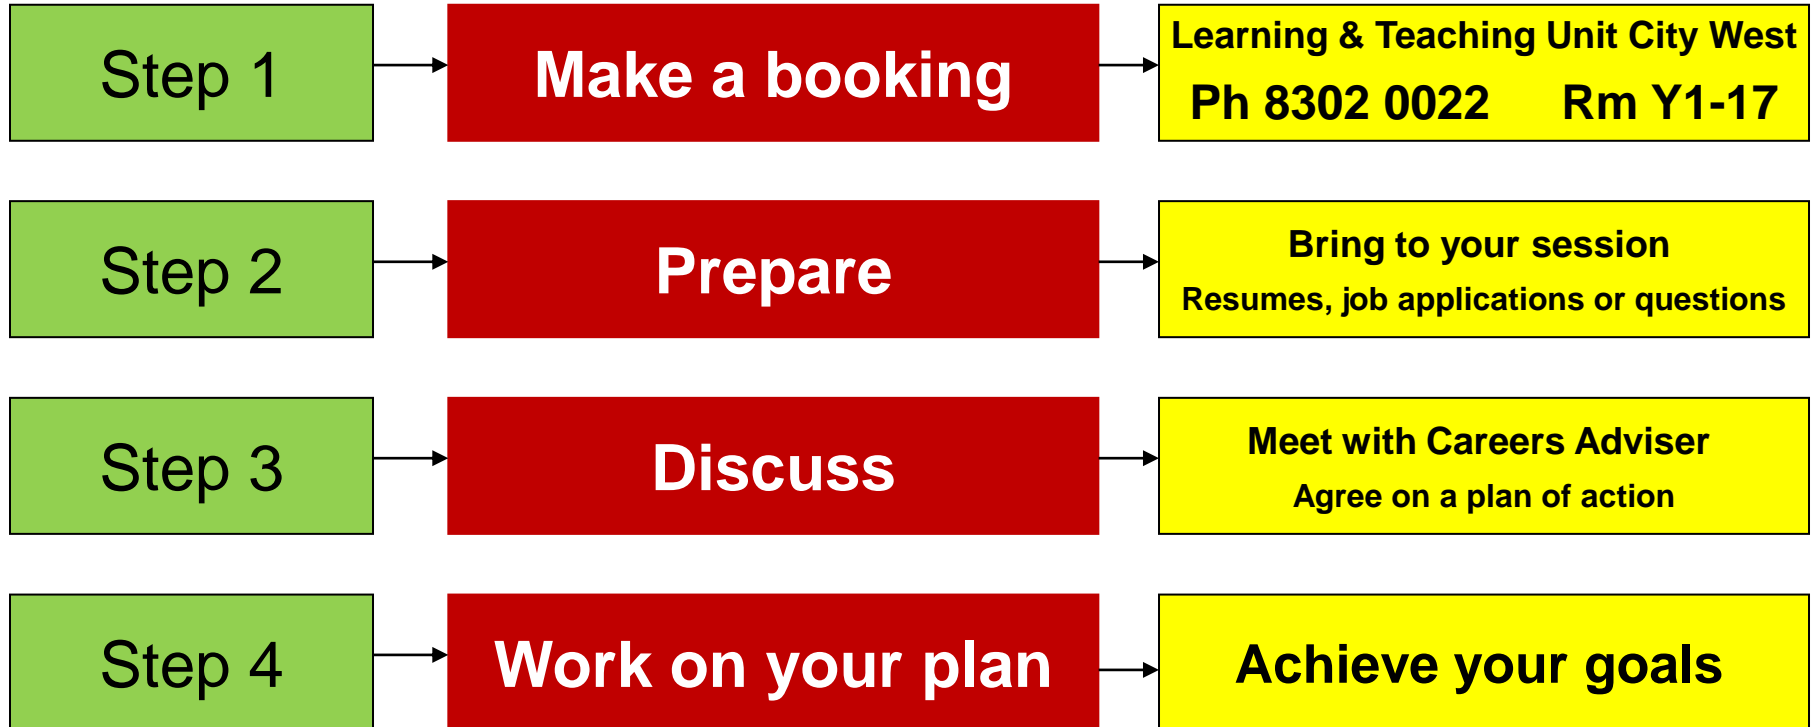 Step 1
Make a booking
Learning & Teaching Unit City West
Ph 8302 0022 Rm Y1-17
Step 2
Prepare
Bring to your session
Resumes, job applications or questions
Step 3
Discuss
Meet with Careers Adviser
Agree on a plan of action
Step 4
Work on your plan
Achieve your goals